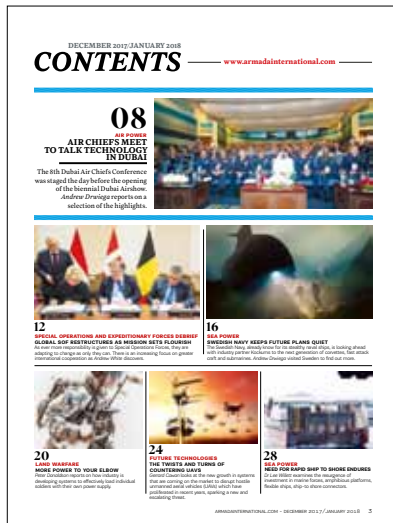 DECEMBER 2017/JANUARY 2018
CONTENTS
www.armadainternational.com
08
AIR POWER
AIR CHIEFS MEET
TO TALK TECHNOLOGY
IN DUBAI
The 8th Dubai Air Chiefs Conference
was staged the day before the opening
of the biennial Dubai Airshow.
Andrew Drwiega reports on a
selection of the highlights.
12
SPECIAL OPERATIONS AND EXPEDITIONARY FORCES DEBRIEF
GLOBAL SOF RESTRUCTURES AS MISSION SETS FLOURISH
As ever more responsibility is given to Special Operations Forces, they are
adapting to change as only they can. There is an increasing focus on greater
international cooperation as Andrew White discovers.
16
SEA POWER
SWEDISH NAVY KEEPS FUTURE PLANS QUIET
The Swedish Navy, already know for its stealthy naval ships, is looking ahead
with industry partner Kockums to the next generation of corvettes, fast attack
craft and submarines. Andrew Drwiega visited Sweden to find out more.
20
LAND WARFARE
MORE POWER TO YOUR ELBOW
Peter Donaldson reports on how industry is
developing systems to effectively load individual
soldiers with their own power supply.
24
FUTURE TECHNOLOGIES
THE TWISTS AND TURNS OF
COUNTERING UAVS
Gerrard Cowan looks at the new growth in systems
that are coming on the market to disrupt hostile
unmanned aerial vehicles (UAVs) which have
proliferated in recent years, sparking a new and
escalating threat.
28
SEA POWER
NEED FOR RAPID SHIP TO SHORE ENDURES
Dr Lee Willett examines the resurgence of
investment in marine forces, amphibious platforms,
flexible ships, ship-to-shore connectors.
ARMADAINTERNATIONAL.COM - DECEMBER 2017/JANUARY 2018 3